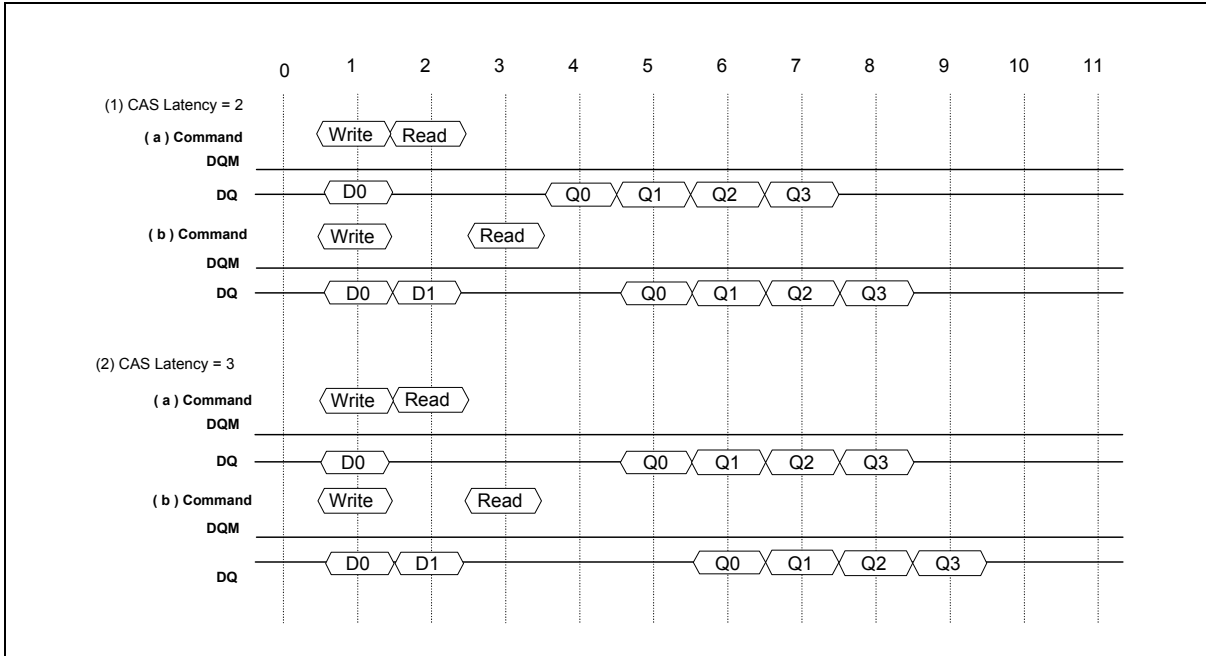 0 1 2 3 4 5 6 7 8 9 10 11
(1) CAS Latency = 2
( a ) Command Write Read
DQM
DQ D0 Q0 Q1 Q2 Q3
( b ) Command Write Read
DQM
DQ D0 D1 Q0 Q1 Q2 Q3
(2) CAS Latency = 3
( a ) Command Write Read
DQM
DQ D0 Q0 Q1 Q2 Q3
( b ) Command Write Read
DQM
DQ D0 D1 Q0 Q1 Q2 Q3